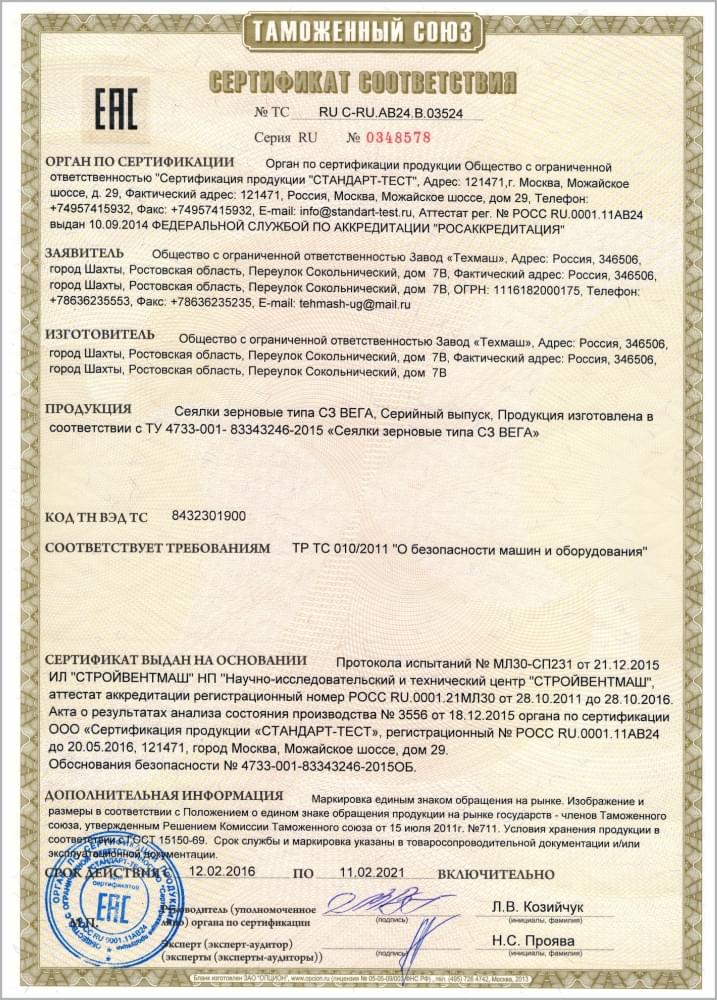 ТАМОЖЕННЫЙ СОЮЗ
СЕРТИФИКАТ СООТВЕТСТВИЯ
EAC
№ ТС RU С-RU.АВ24.В.03524
Серия RU № 0348578
ОРГАН ПО СЕРТИФИКАЦИИ Орган по сертификации продукции Общество с ограниченной
ответственностью "Сертификация продукции "СТАНДАРТ-ТЕСТ", Адрес: 121471,г. Москва, Можайское
шоссе, д. 29, Фактический адрес: 121471, Россия, Москва, Можайское шоссе, дом 29, Телефон:
+74957415932, Факс: +74957415932, E-mail: info@standart-test.ru, Аттестат рег. № РОСС RU.0001.11АВ24
выдан 10.09.2014 ФЕДЕРАЛЬНОЙ СЛУЖБОЙ ПО АККРЕДИТАЦИИ "РОСАККРЕДИТАЦИЯ"
ЗАЯВИТЕЛЬ Общество с ограниченной ответственностью Завод «Техмаш», Адрес: Россия, 346506,
город Шахты, Ростовская область, Переулок Сокольнический, дом 7В, Фактический адрес: Россия, 346506,
город Шахты, Ростовская область, Переулок Сокольнический, дом 7В, ОГРН: 1116182000175, Телефон:
+78636235553, Факс: +78636235235, E-mail: tehmash-ug@mail.ru
ИЗГОТОВИТЕЛЬ Общество с ограниченной ответственностью Завод «Техмаш», Адрес: Россия, 346506,
город Шахты, Ростовская область, Переулок Сокольнический, дом 7В, Фактический адрес: Россия, 346506,
город Шахты, Ростовская область, Переулок Сокольнический, дом 7В
ПРОДУКЦИЯ Сеялки зерновые типа СЗ ВЕГА, Серийный выпуск, Продукция изготовлена в
соответствии с ТУ 4733-001- 83343246-2015 «Сеялки зерновые типа СЗ ВЕГА»
КОД ТН ВЭД ТС 8432301900
СООТВЕТСТВУЕТ ТРЕБОВАНИЯМ ТР ТС 010/2011 "О безопасности машин и оборудования"
СЕРТИФИКАТ ВЫДАН НА ОСНОВАНИИ Протокола испытаний № МЛ30-СП231 от 21.12.2015
ИЛ "СТРОЙВЕНТМАШ" НП "Научно-исследовательский и технический центр "СТРОЙВЕНТМАШ",
аттестат аккредитации регистрационный номер РОСС RU.0001.21МЛ30 от 28.10.2011 до 28.10.2016.
Акта о результатах анализа состояния производства № 3556 от 18.12.2015 органа по сертификации
ООО «Сертификация продукции «СТАНДАРТ-ТЕСТ», регистрационный № РОСС RU.0001.11АВ24
до 20.05.2016, 121471, город Москва, Можайское шоссе, дом 29.
Обоснования безопасности № 4733-001-83343246-2015ОБ.
ДОПОЛНИТЕЛЬНАЯ ИНФОРМАЦИЯ Маркировка единым знаком обращения на рынке. Изображение и
размеры в соответствии с Положением о едином знаке обращения продукции на рынке государств - членов Таможенного
союза, утвержденным Решением Комиссии Таможенного союза от 15 июля 2011г. №711. Условия хранения продукции в
соответствии с ГОСТ 15150-69. Срок службы и маркировка указаны в товаросопроводительной документации и/или
эксплуатационной документации.
СРОК ДЕЙСТВИЯ С 12.02.2016 ПО 11.02.2021 ВКЛЮЧИТЕЛЬНО
М.П.
Руководитель (уполномоченное
лицо) органа по сертификации
(подпись)
Л.В. Козийчук
(инициалы, фамилия)
Эксперт (эксперт-аудитор)
(эксперты (эксперты-аудиторы))
(подпись)
Н.С. Проява
(инициалы, фамилия)
EAC
РОСС RU 0001.11АВ24
Бланк изготовлен ЗАО "ОПЦИОН", www.opcion.ru (лицензия № 05-05-09/003 ФНС РФ), тел. (495) 726 4742, Москва, 2013